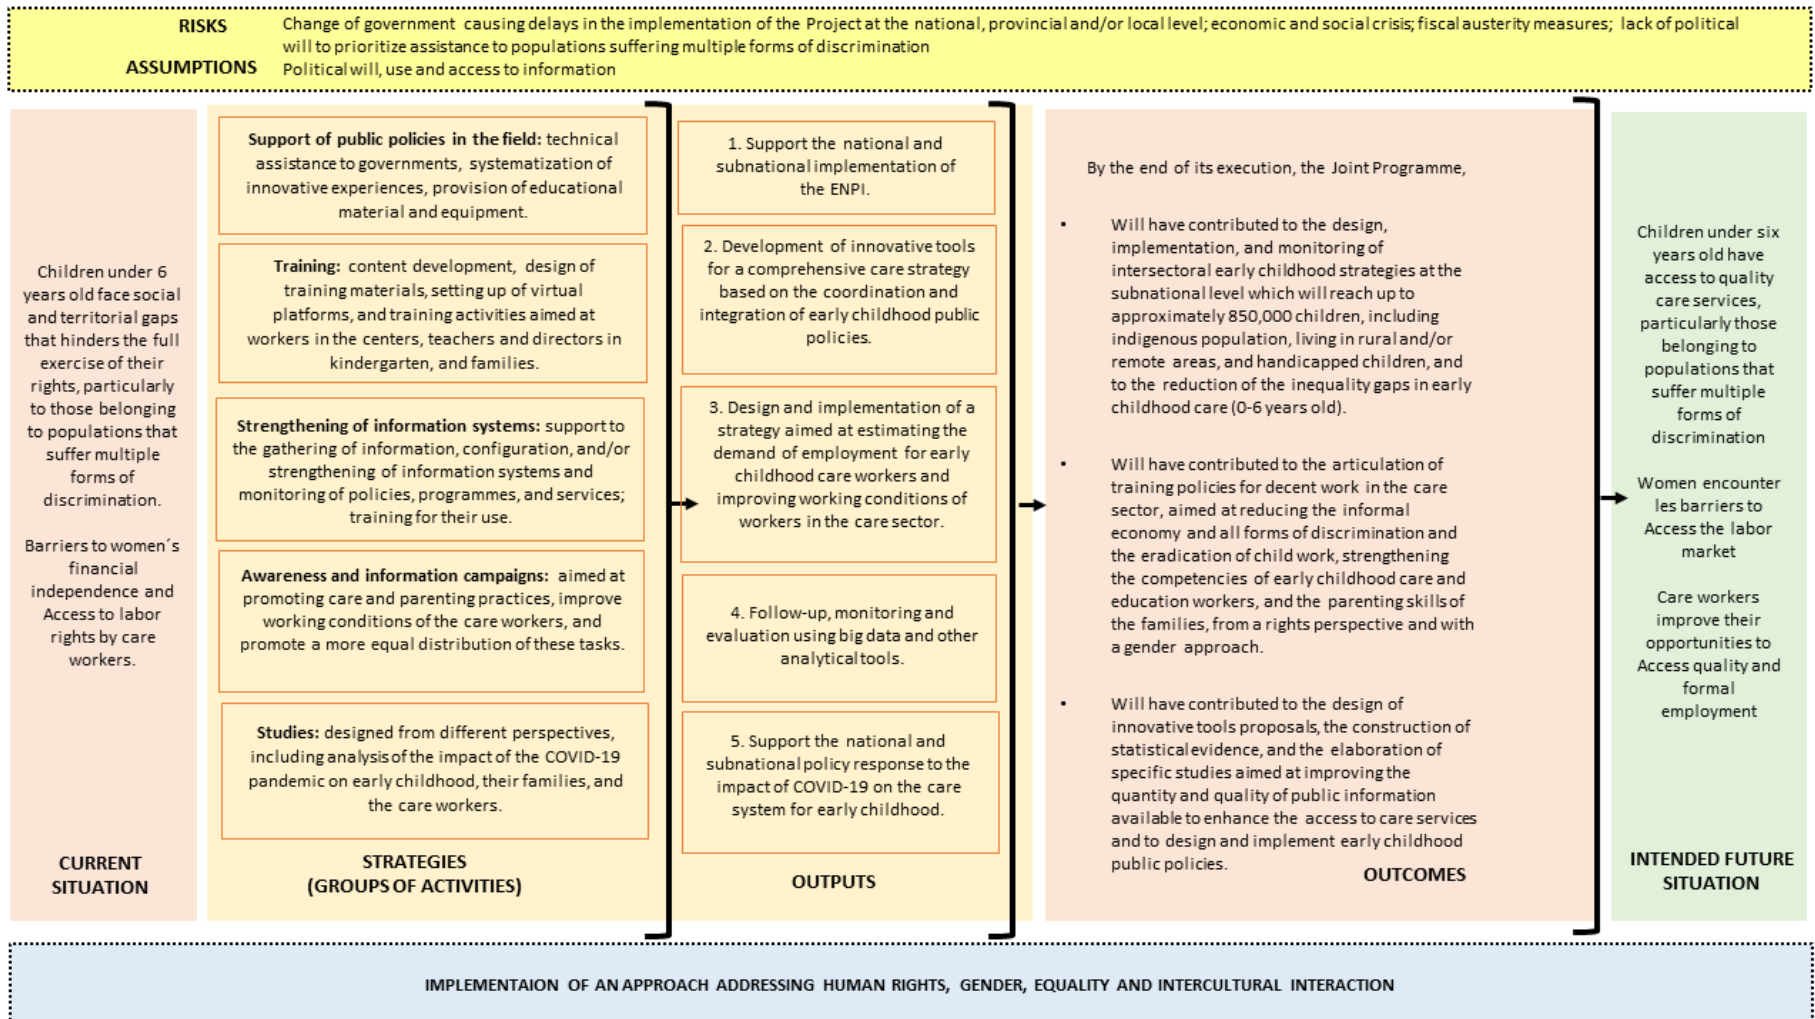 RISKS
Change of government causing delays in the implementation of the Project at the national, provincial and/or local level; economic and social crisis; fiscal austerity measures; lack of political
will to prioritize assistance to populations suffering multiple forms of discrimination
ASSUMPTIONS
Political will, use and access to information
Children under 6
years old face social
and territorial gaps
that hinders the full
exercise of their
rights, particularly
to those belonging
to populations that
suffer multiple
forms of
discrimination.
Barriers to women´s
financial
independence and
Access to labor
rights by care
workers.
CURRENT
SITUATION
Support of public policies in the field: technical
assistance to governments, systematization of
innovative experiences, provision of educational
material and equipment.
Training: content development, design of
training materials, setting up of virtual
platforms, and training activities aimed at
workers in the centers, teachers and directors in
kindergarten, and families.
Strengthening of information systems: support to
the gathering of information, configuration, and/or
strengthening of information systems and
monitoring of policies, programmes, and services;
training for their use.
Awareness and information campaigns: aimed at
promoting care and parenting practices, improve
working conditions of the care workers, and
promote a more equal distribution of these tasks.
Studies: designed from different perspectives,
including analysis of the impact of the COVID-19
pandemic on early childhood, their families, and
the care workers.
STRATEGIES
(GROUPS OF ACTIVITIES)
1. Support the national and
subnational implementation of
the ENPI.
2. Development of innovative tools
for a comprehensive care strategy
based on the coordination and
integration of early childhood public
policies.
3. Design and implementation of a
strategy aimed at estimating the
demand of employment for early
childhood care workers and
improving working conditions of
workers in the care sector.
4. Follow-up, monitoring and
evaluation using big data and other
analytical tools.
5. Support the national and
subnational policy response to the
impact of COVID-19 on the care
system for early childhood.
OUTPUTS
By the end of its execution, the Joint Programme,
• Will have contributed to the design,
implementation, and monitoring of
intersectoral early childhood strategies at the
subnational level which will reach up to
approximately 850,000 children, including
indigenous population, living in rural and/or
remote areas, and handicapped children, and
to the reduction of the inequality gaps in early
childhood care (0-6 years old).
• Will have contributed to the articulation of
training policies for decent work in the care
sector, aimed at reducing the informal
economy and all forms of discrimination and
the eradication of child work, strengthening
the competencies of early childhood care and
education workers, and the parenting skills of
the families, from a rights perspective and with
a gender approach.
• Will have contributed to the design of
innovative tools proposals, the construction of
statistical evidence, and the elaboration of
specific studies aimed at improving the
quantity and quality of public information
available to enhance the access to care services
and to design and implement early childhood
public policies.
OUTCOMES
Children under six
years old have
access to quality
care services,
particularly those
belonging to
populations that
suffer multiple
forms of
discrimination
Women encounter
les barriers to
Access the labor
market
Care workers
improve their
opportunities to
Access quality and
formal
employment
INTENDED FUTURE
SITUATION
IMPLEMENTAION OF AN APPROACH ADDRESSING HUMAN RIGHTS, GENDER, EQUALITY AND INTERCULTURAL INTERACTION